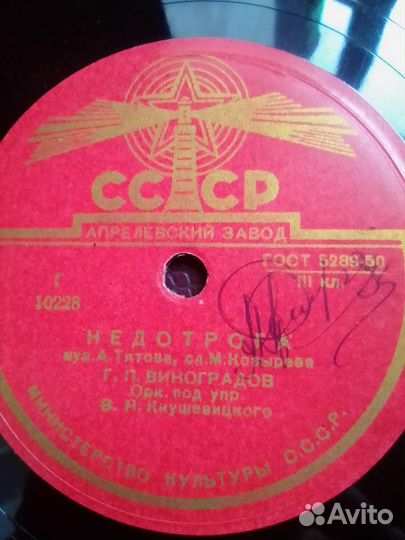 СССР
АПРЕЛЕВСКИЙ ЗАВОД
ГОСТ 5289-50
III кл.
10228
НЕДОТРОГА
муз. А. Титова, сл. М. Козырева
Г. П. ВИНОГРАДОВ
Орк. под упр.
В. Н. Кнушевицкого
МИНИСТЕРСТВО КУЛЬТУРЫ С.С.С.Р.
Avito